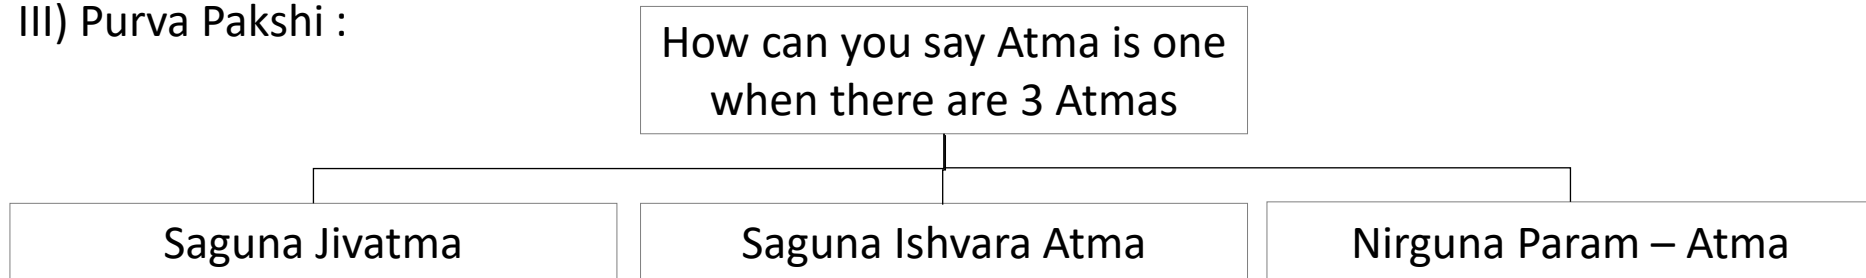 III) Purva Pakshi :
How can you say Atma is one
when there are 3 Atmas
Saguna Jivatma
Saguna Ishvara Atma
Nirguna Param – Atma